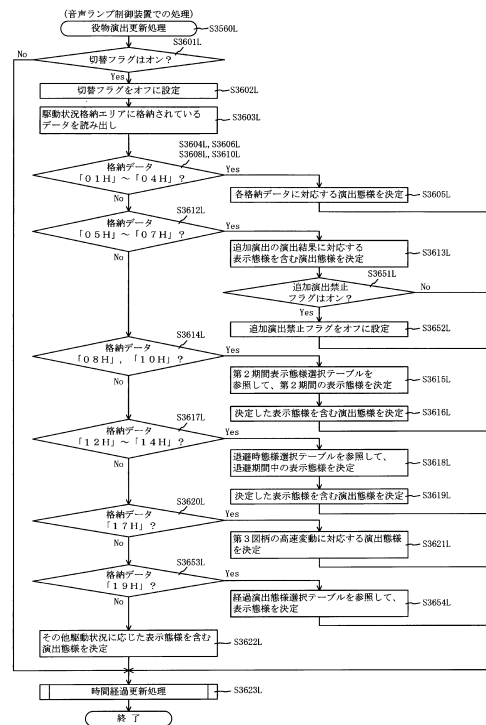 (音声ランプ制御装置での処理)
役物演出更新処理
S3560L
S3601L
No
切替フラグはオン？
Yes
切替フラグをオフに設定
S3602L
駆動状況格納エリアに格納されている
データを読み出し
S3603L
S3604L, S3606L
S3608L, S3610L
格納データ
「01H」～「04H」？
Yes
各格納データに対応する演出態様を決定
S3605L
No
S3612L
格納データ
「05H」～「07H」？
Yes
追加演出の演出結果に対応する
表示態様を含む演出態様を決定
S3613L
No
S3651L
追加演出禁止
フラグはオン？
No
Yes
追加演出禁止フラグをオフに設定
S3652L
S3614L
格納データ
「08H」，「10H」？
Yes
第２期間表示態様選択テーブルを
参照して、第２期間の表示態様を決定
S3615L
No
決定した表示態様を含む演出態様を決定
S3616L
S3617L
格納データ
「12H」～「14H」？
Yes
退避時態様選択テーブルを参照して、
退避期間中の表示態様を決定
S3618L
No
決定した表示態様を含む演出態様を決定
S3619L
S3620L
格納データ
「17H」？
Yes
第３図柄の高速変動に対応する演出態様
を決定
S3621L
No
S3653L
格納データ
「19H」？
Yes
経過演出態様選択テーブルを参照して、
表示態様を決定
S3654L
No
その他駆動状況に応じた表示態様を含む
演出態様を決定
S3622L
時間経過更新処理
S3623L
終了